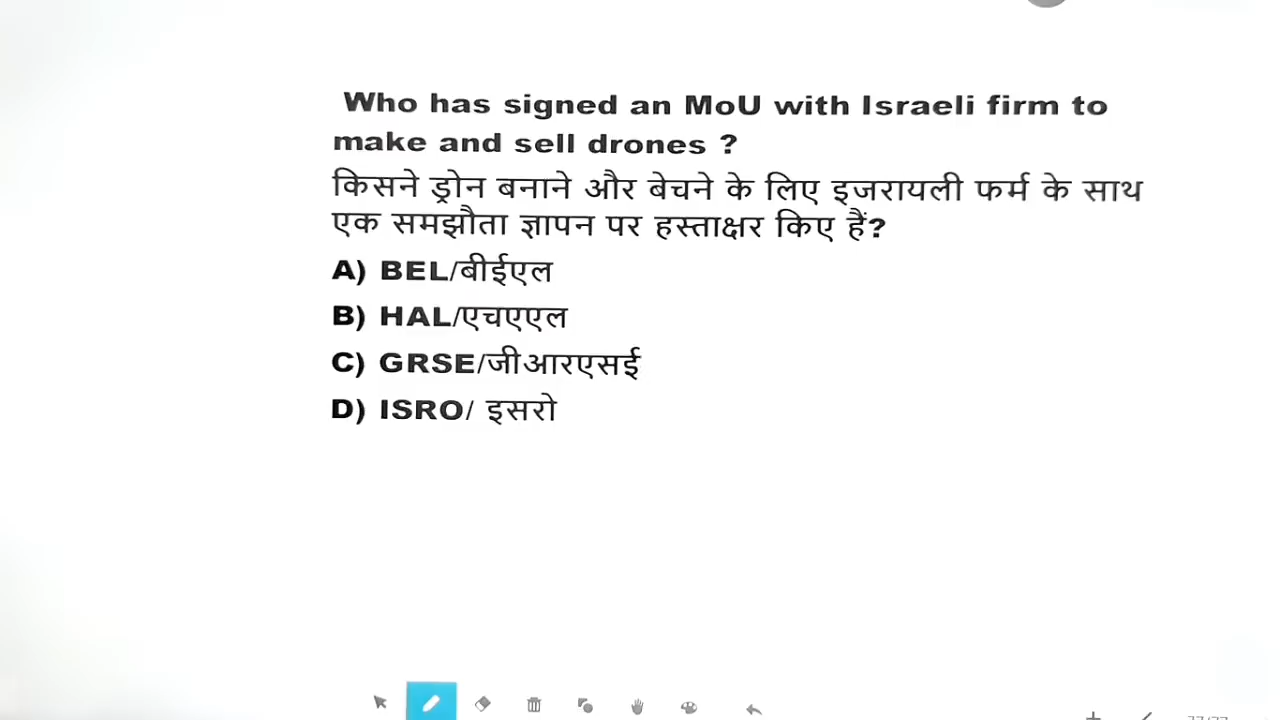 Who has signed an MoU with Israeli firm to
make and sell drones ?
किसने ड्रोन बनाने और बेचने के लिए इजरायली फर्म के साथ
एक समझौता ज्ञापन पर हस्ताक्षर किए हैं?
A) BEL/बीईएल
B) HAL/एचएएल
C) GRSE/जीआरएसई
D) ISRO/ इसरो